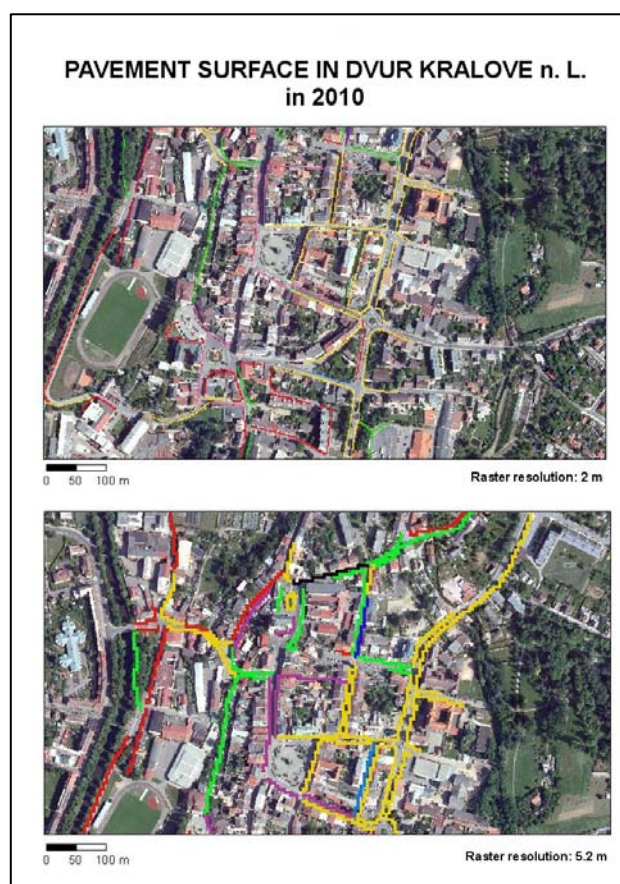 PAVEMENT SURFACE IN DVUR KRALOVE n. L.
in 2010
0 50 100 m
Raster resolution: 2 m
0 50 100 m
Raster resolution: 5.2 m